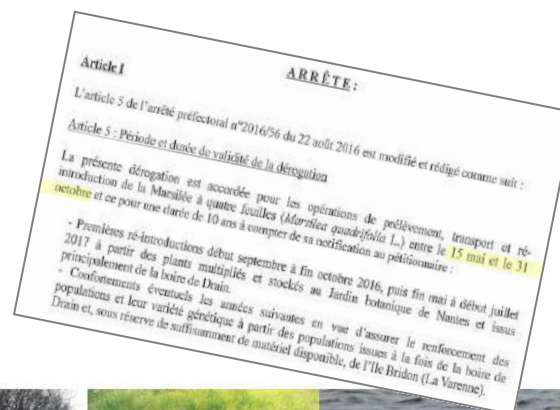 ARRÊTE :
Article I
L'article 5 de l'arrêté préfectoral n°2016/56 du 22 août 2016 est modifié et rédigé comme suit :
Article 5 : Période et durée de validité de la dérogation
La présente dérogation est accordée pour les opérations de prélèvement, transport et ré-
introduction de la Marsilée à quatre feuilles (Marsilea quadrifolia L.) entre le 15 mai et le 31
octobre et ce pour une durée de 10 ans à compter de sa notification au pétitionnaire :
- Premières ré-introductions début septembre à fin octobre 2016, puis fin mai à début juillet
2017 à partir des plants multipliés et stockés au Jardin botanique de Nantes et issus
principalement de la boire de Drain.
- Confortements éventuels les années suivantes en vue d'assurer le renforcement des
populations et leur variété génétique à partir des populations issues à la fois de la boire de
Drain et, sous réserve de suffisamment de matériel disponible, de l'Ile Bridon (La Varenne).